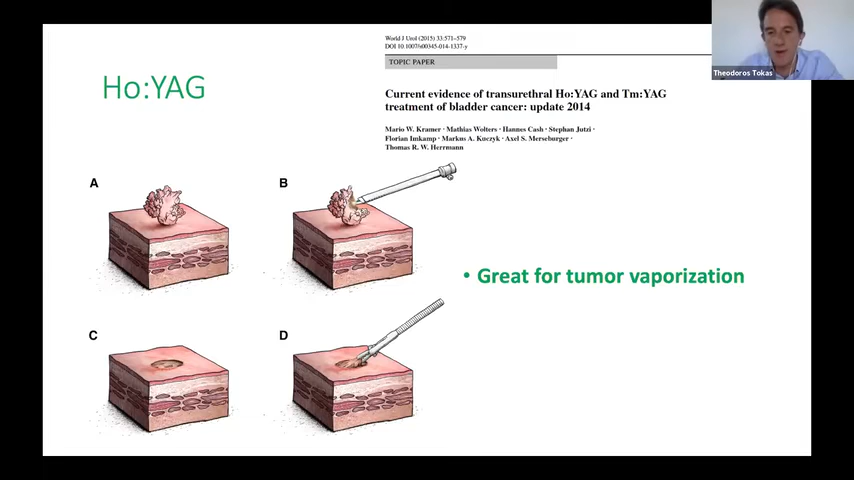 Ho:YAG
World J Urol (2015) 33:571–579
DOI 10.1007/s00345-014-1337-y
TOPIC PAPER
Current evidence of transurethral Ho:YAG and Tm:YAG
treatment of bladder cancer: update 2014
Mario W. Kramer · Mathias Wolters · Hannes Cash · Stephan Jutzi ·
Florian Imkamp · Markus A. Kuczyk · Axel S. Merseburger ·
Thomas R. W. Herrmann
Theodoros Tokas
A
B
• Great for tumor vaporization
C
D